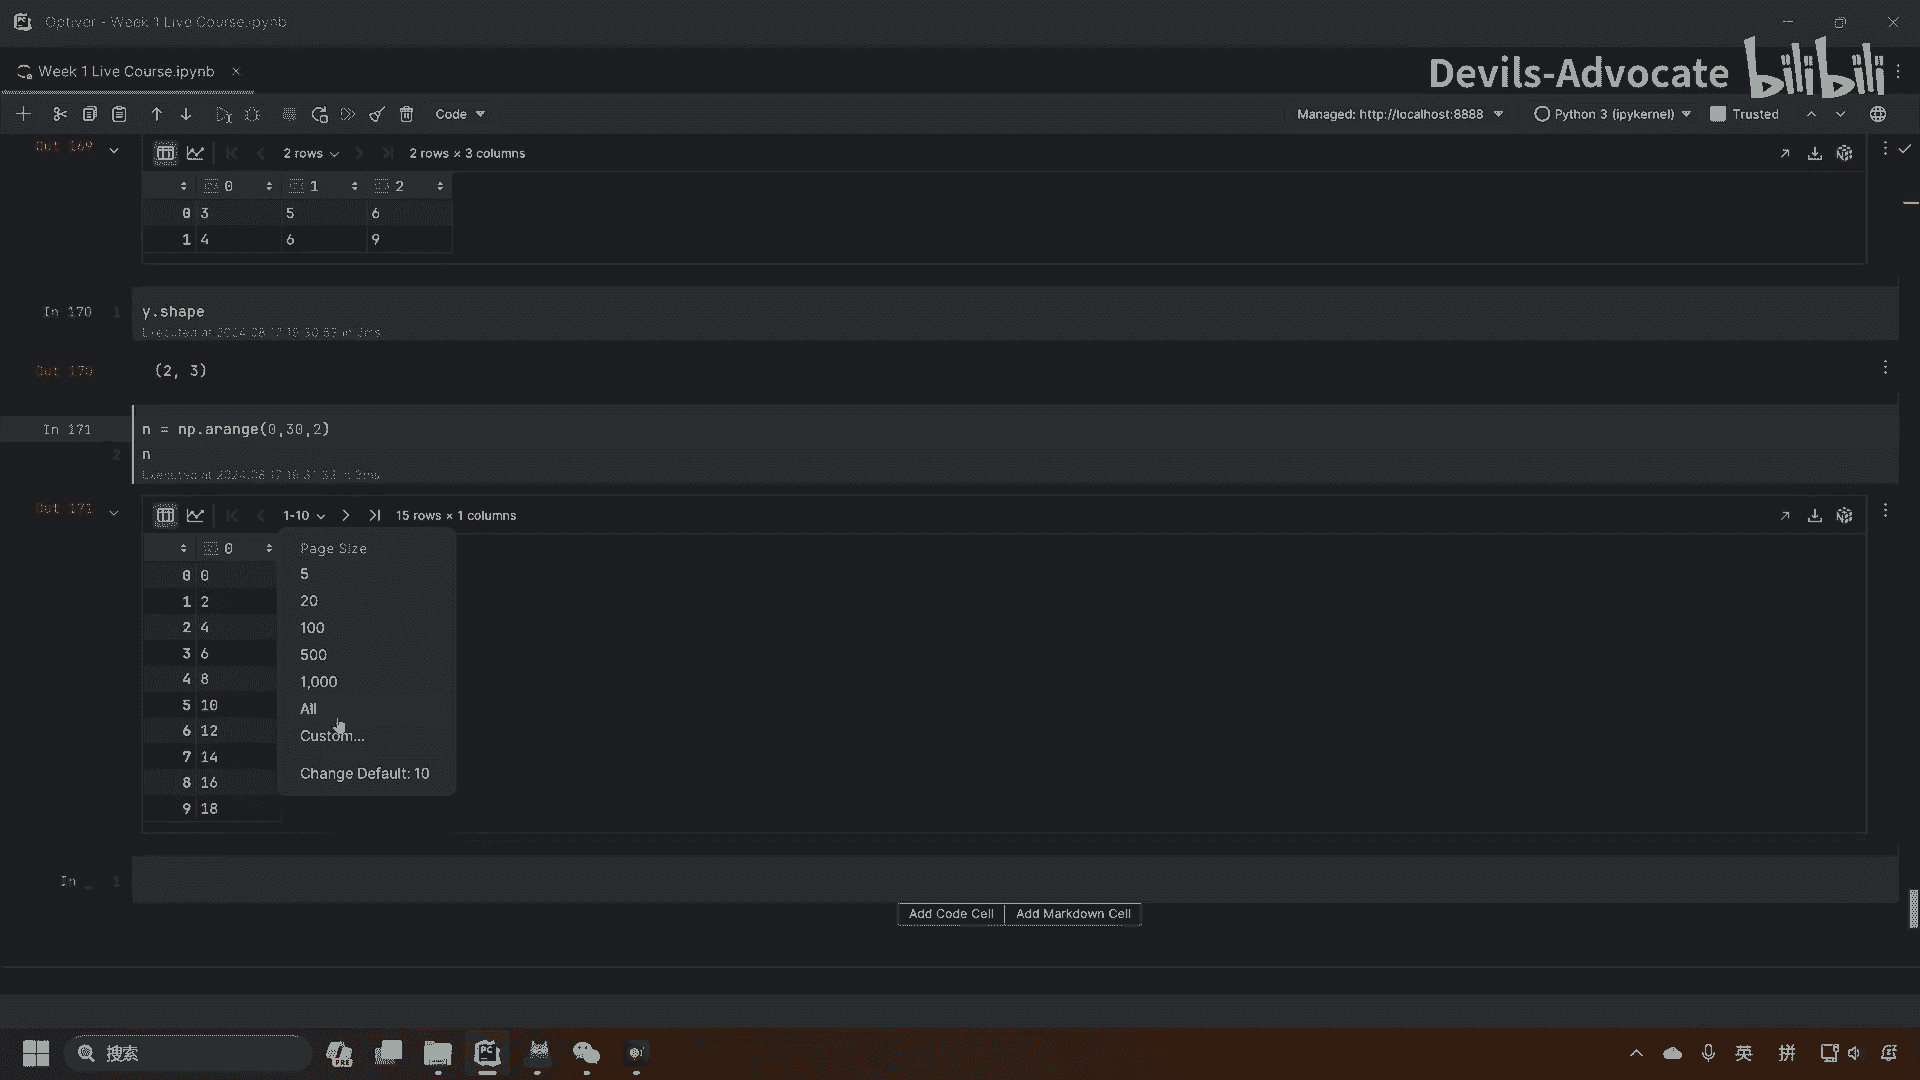 Optiver - Week 1 Live Course.ipynb
Week 1 Live Course.ipynb
Devils-Advocate bilibili
Code
Managed: http://localhost:8888
Python 3 (ipykernel)
Trusted
Out 169
2 rows
2 rows × 3 columns
0 1 2
0 3 5 6
1 4 6 9
In 170
1 y.shape
(2, 3)
Out 170
In 171
n = np.arange(0,30,2)
2 n
Out 171
1-10
15 rows × 1 columns
0
0 0
1 2
2 4
3 6
4 8
5 10
6 12
7 14
8 16
9 18
Page Size
5
20
100
500
1,000
All
Custom...
Change Default: 10
In _ 1
Add Code Cell
Add Markdown Cell
搜索
PRE
PC
英
拼